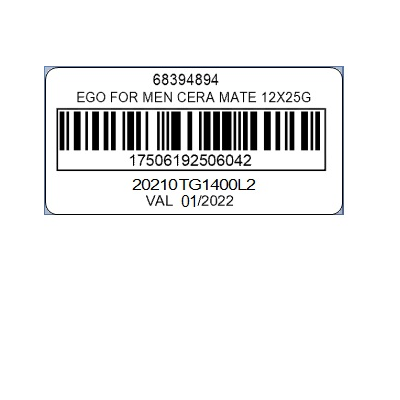 68394894
EGO FOR MEN CERA MATE 12X25G
17506192506042
20210TG1400L2
VAL 01/2022